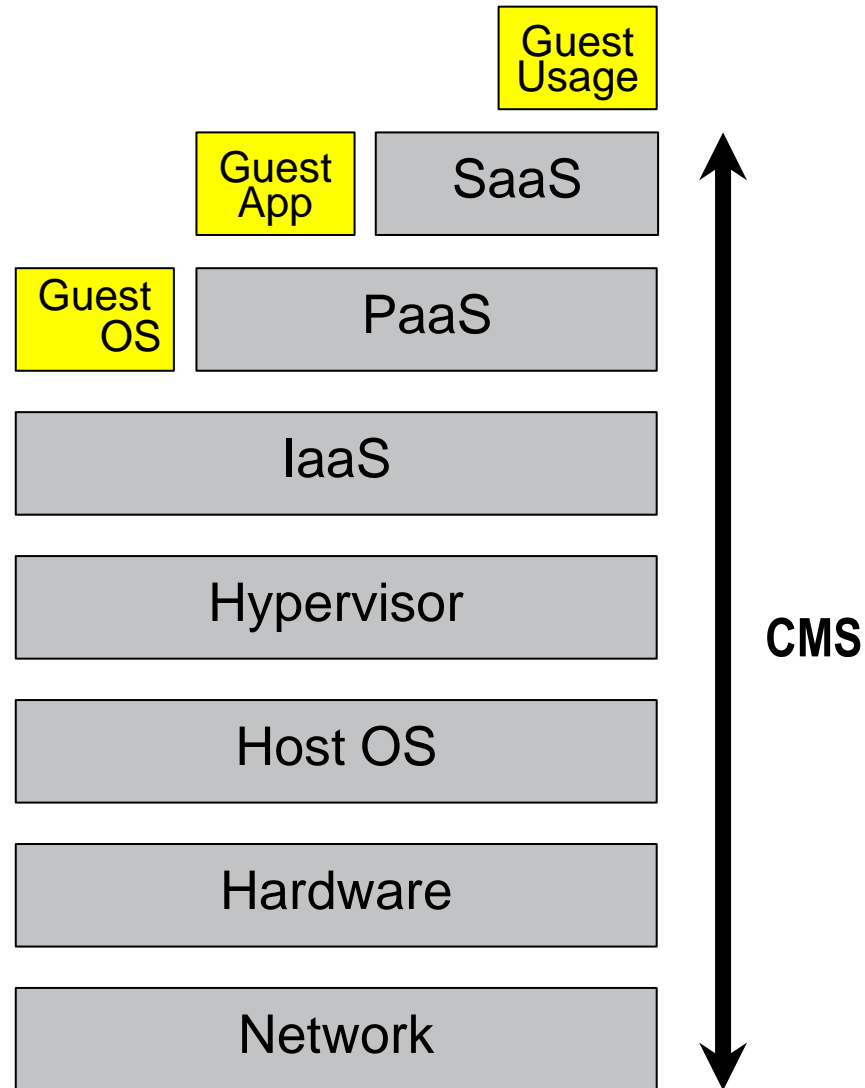 Guest
Usage
Guest
App
SaaS
Guest
OS
PaaS
IaaS
Hypervisor
CMS
Host OS
Hardware
Network